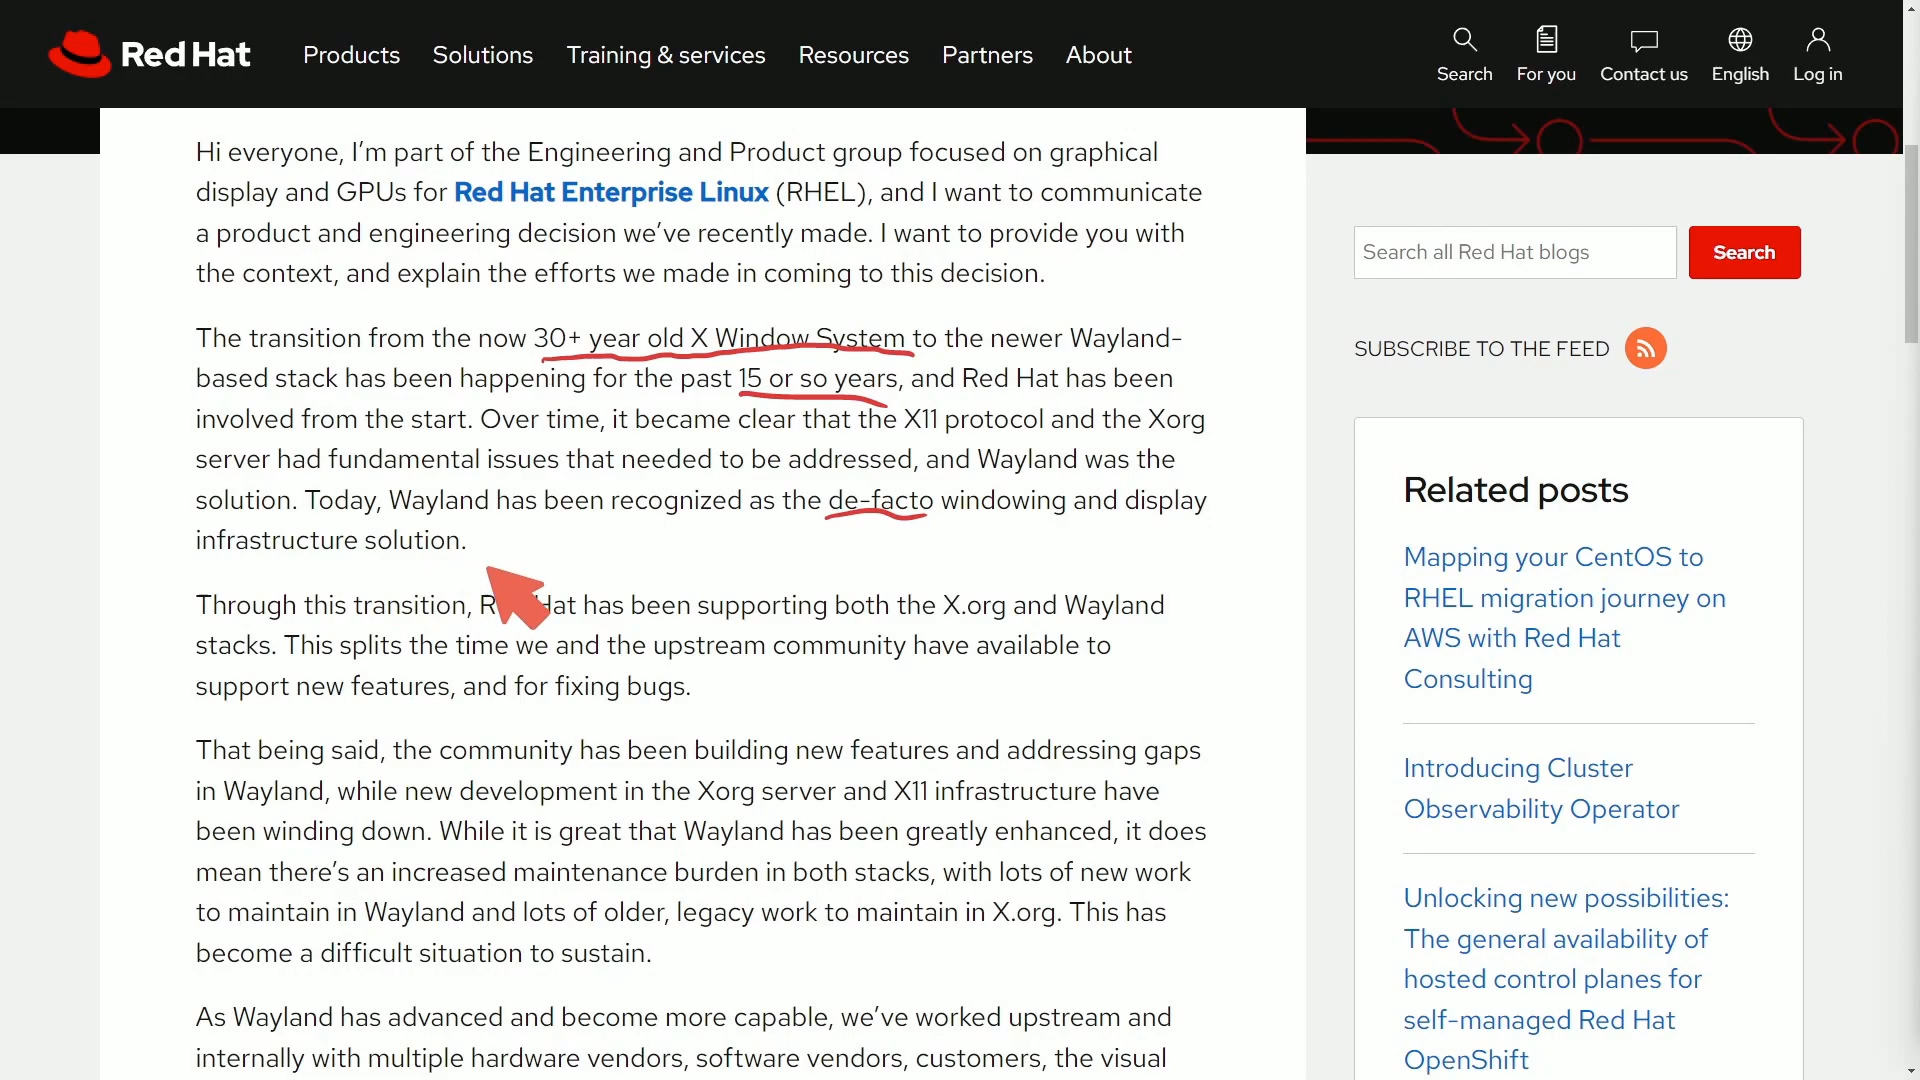 Red Hat
Products
Solutions
Training & services
Resources
Partners
About
Search
For you
Contact us
English
Log in
Hi everyone, I’m part of the Engineering and Product group focused on graphical
display and GPUs for Red Hat Enterprise Linux (RHEL), and I want to communicate
a product and engineering decision we’ve recently made. I want to provide you with
the context, and explain the efforts we made in coming to this decision.
The transition from the now 30+ year old X Window System to the newer Wayland-
based stack has been happening for the past 15 or so years, and Red Hat has been
involved from the start. Over time, it became clear that the X11 protocol and the Xorg
server had fundamental issues that needed to be addressed, and Wayland was the
solution. Today, Wayland has been recognized as the de-facto windowing and display
infrastructure solution.
Through this transition, Red Hat has been supporting both the X.org and Wayland
stacks. This splits the time we and the upstream community have available to
support new features, and for fixing bugs.
That being said, the community has been building new features and addressing gaps
in Wayland, while new development in the Xorg server and X11 infrastructure have
been winding down. While it is great that Wayland has been greatly enhanced, it does
mean there’s an increased maintenance burden in both stacks, with lots of new work
to maintain in Wayland and lots of older, legacy work to maintain in X.org. This has
become a difficult situation to sustain.
As Wayland has advanced and become more capable, we’ve worked upstream and
internally with multiple hardware vendors, software vendors, customers, the visual
Search all Red Hat blogs
Search
SUBSCRIBE TO THE FEED
Related posts
Mapping your CentOS to
RHEL migration journey on
AWS with Red Hat
Consulting
Introducing Cluster
Observability Operator
Unlocking new possibilities:
The general availability of
hosted control planes for
self-managed Red Hat
OpenShift